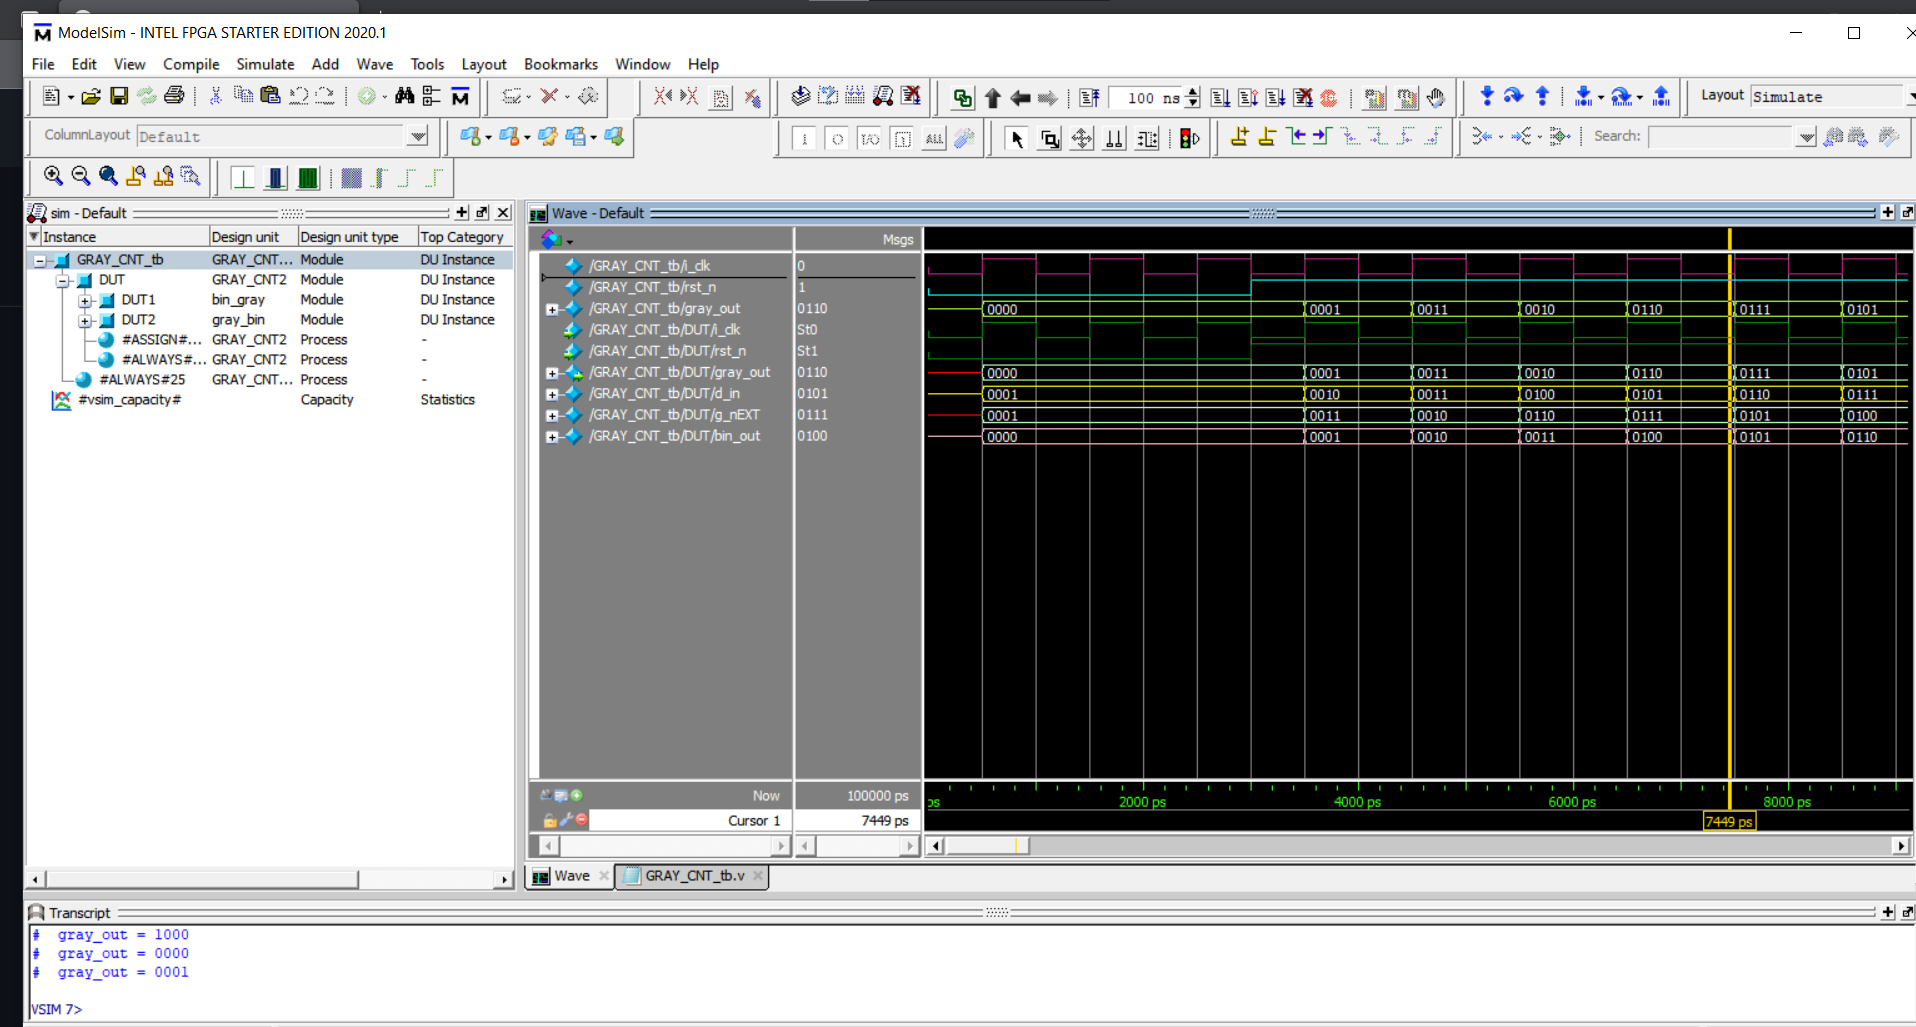 ModelSim - INTEL FPGA STARTER EDITION 2020.1
File Edit View Compile Simulate Add Wave Tools Layout Bookmarks Window Help
100 ns
Layout Simulate
ColumnLayout Default
ALL
Search:
sim - Default
Instance Design unit Design unit type Top Category
GRAY_CNT_tb GRAY_CNT... Module DU Instance
DUT GRAY_CNT2 Module DU Instance
DUT1 bin_gray Module DU Instance
DUT2 gray_bin Module DU Instance
#ASSIGN#... GRAY_CNT2 Process -
#ALWAYS#... GRAY_CNT2 Process -
#ALWAYS#25 GRAY_CNT... Process -
#vsim_capacity# Capacity Statistics
Wave - Default
Msgs
/GRAY_CNT_tb/i_clk 0
/GRAY_CNT_tb/rst_n 1
/GRAY_CNT_tb/gray_out 0110 0000 0001 0011 0010 0110 0111 0101
/GRAY_CNT_tb/DUT/i_clk St0
/GRAY_CNT_tb/DUT/rst_n St1
/GRAY_CNT_tb/DUT/gray_out 0110 0000 0001 0011 0010 0110 0111 0101
/GRAY_CNT_tb/DUT/d_in 0101 0001 0010 0011 0100 0101 0110 0111
/GRAY_CNT_tb/DUT/g_nEXT 0111 0001 0011 0010 0110 0111 0101 0100
/GRAY_CNT_tb/DUT/bin_out 0100 0000 0001 0010 0011 0100 0101 0110
Now 100000 ps
ps 2000 ps 4000 ps 6000 ps 8000 ps
Cursor 1 7449 ps
7449 ps
Wave GRAY_CNT_tb.v
Transcript
# gray_out = 1000
# gray_out = 0000
# gray_out = 0001
VSIM 7>